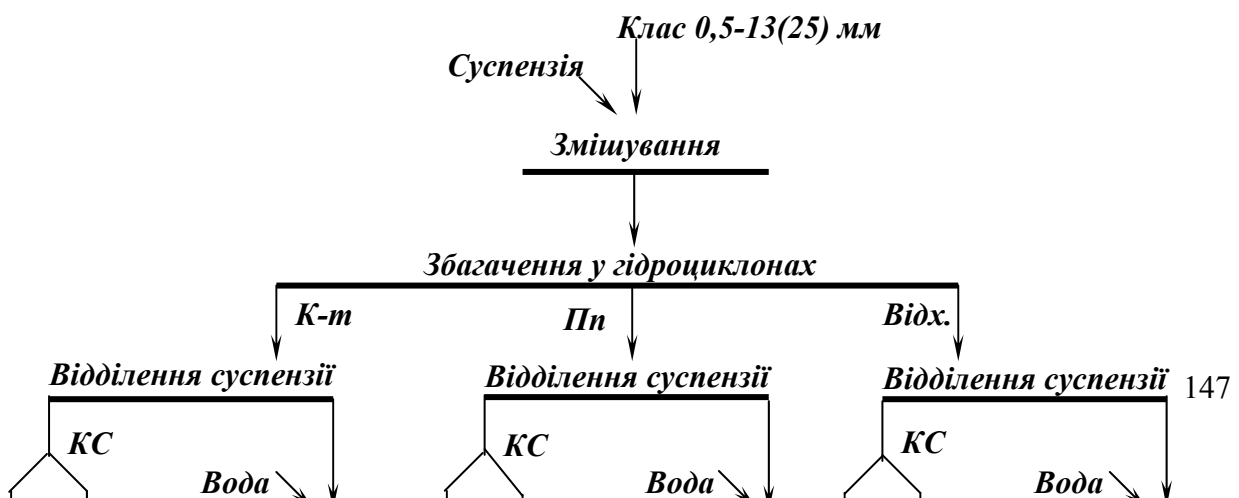 Клас 0,5-13(25) мм
Суспензія
Змішування
Збагачення у гідроциклонах
К-т Пп Відх.
Відділення суспензії Відділення суспензії Відділення суспензії 147
КС КС КС
Вода Вода Вода